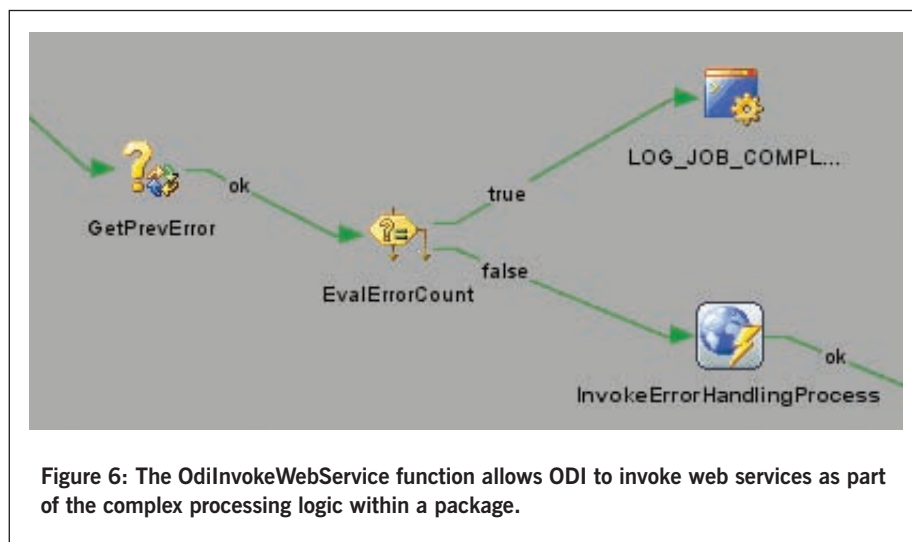 LOG_JOB_COMPL...
true
ok
GetPrevError
false
EvalErrorCount
ok
InvokeErrorHandlingProcess
Figure 6: The OdiInvokeWebService function allows ODI to invoke web services as part
of the complex processing logic within a package.